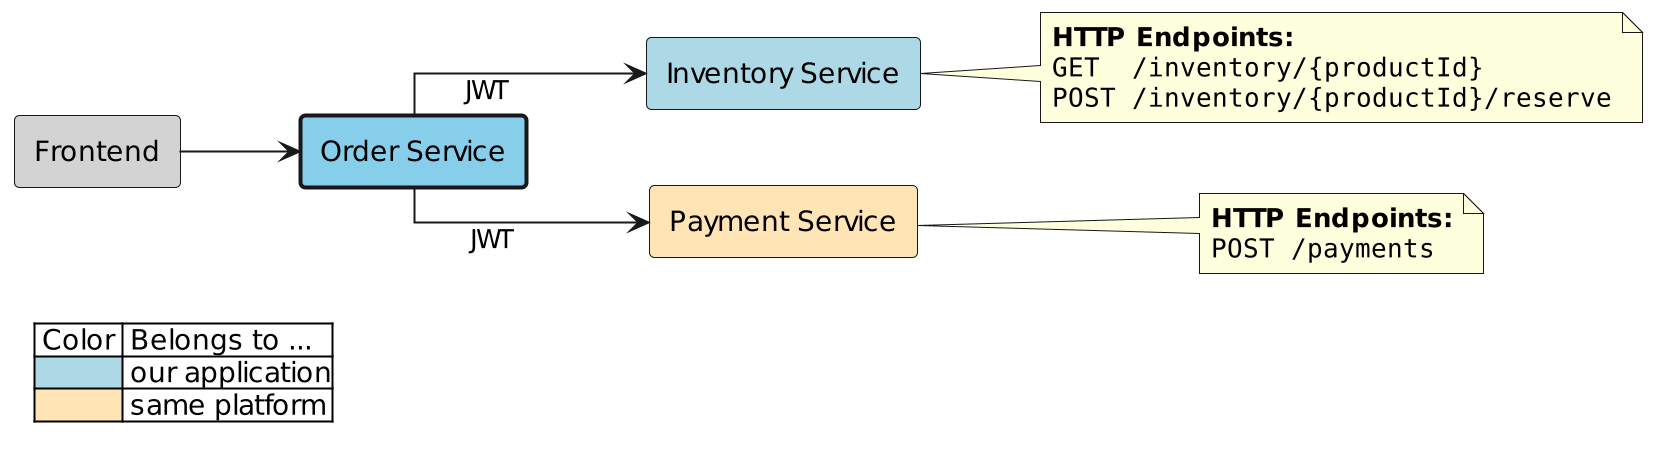 Frontend
Order Service
JWT
JWT
Inventory Service
Payment Service
HTTP Endpoints:
GET  /inventory/{productId}
POST /inventory/{productId}/reserve
HTTP Endpoints:
POST /payments
Color Belongs to ...
our application
same platform